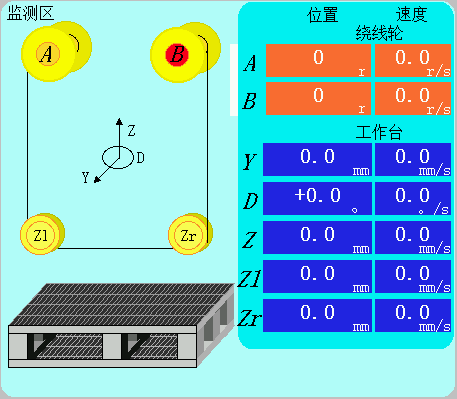 监测区
A
B
Z
D
Y
Zl
Zr
位置 速度
绕线轮
A 0 r 0.0 r/s
B 0 r 0.0 r/s
工作台
Y 0.0 mm 0.0 mm/s
D +0.0 ° 0.0 °/s
Z 0.0 mm 0.0 mm/s
Zl 0.0 mm 0.0 mm/s
Zr 0.0 mm 0.0 mm/s